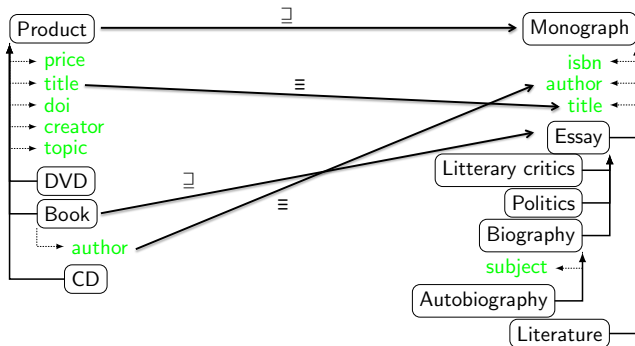 ⊒
Product
Monograph
price
isbn
title
≡
author
doi
title
creator
topic
Essay
DVD
⊒
Litterary critics
Book
≡
Politics
author
Biography
subject
CD
Autobiography
Literature